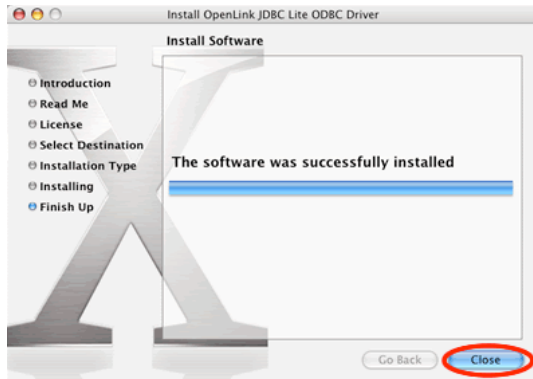 Install OpenLink JDBC Lite ODBC Driver
Install Software
Introduction
Read Me
License
Select Destination
Installation Type
Installing
Finish Up
The software was successfully installed
Go Back
Close